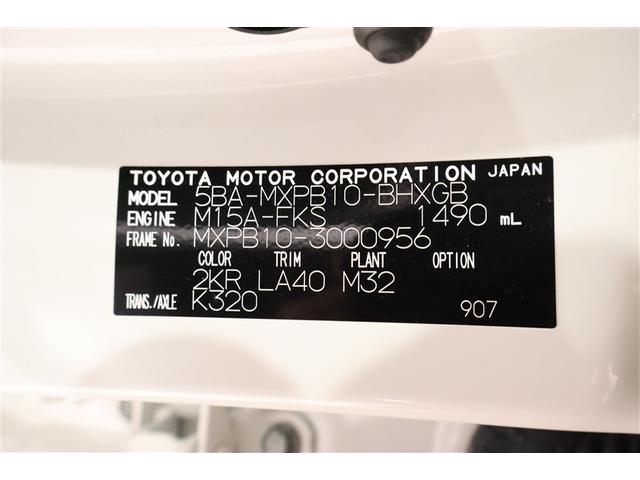 TOYOTA MOTOR CORPORATION JAPAN
MODEL 5BA-MXPB10-BHXGB
ENGINE M15A-FKS 1490 mL
FRAME No. MXPB10-3000956
COLOR TRIM PLANT OPTION
2KR LA40 M32
TRANS./AXLE K320
907